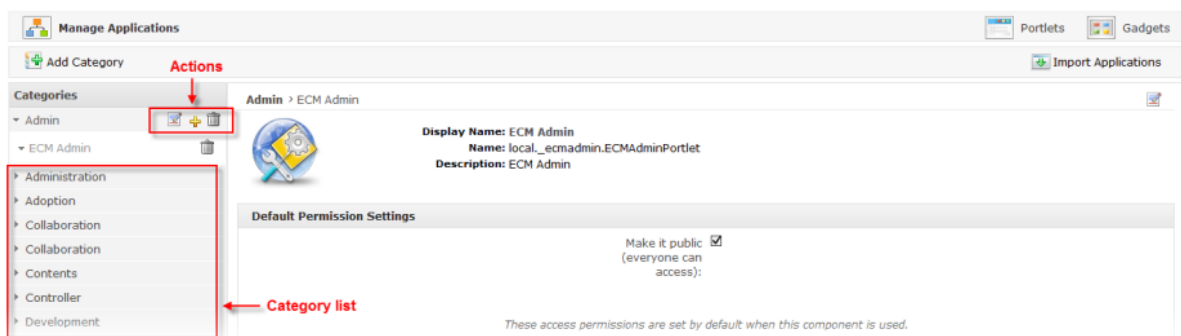 Manage Applications
Portlets
Gadgets
Add Category
Actions
Import Applications
Categories
Admin > ECM Admin
Admin
Display Name: ECM Admin
ECM Admin
Name: local._ecmadmin.ECMAdminPortlet
Description: ECM Admin
Administration
Adoption
Default Permission Settings
Collaboration
Make it public
Collaboration
(everyone can
access):
Contents
Controller
Category list
Development
These access permissions are set by default when this component is used.